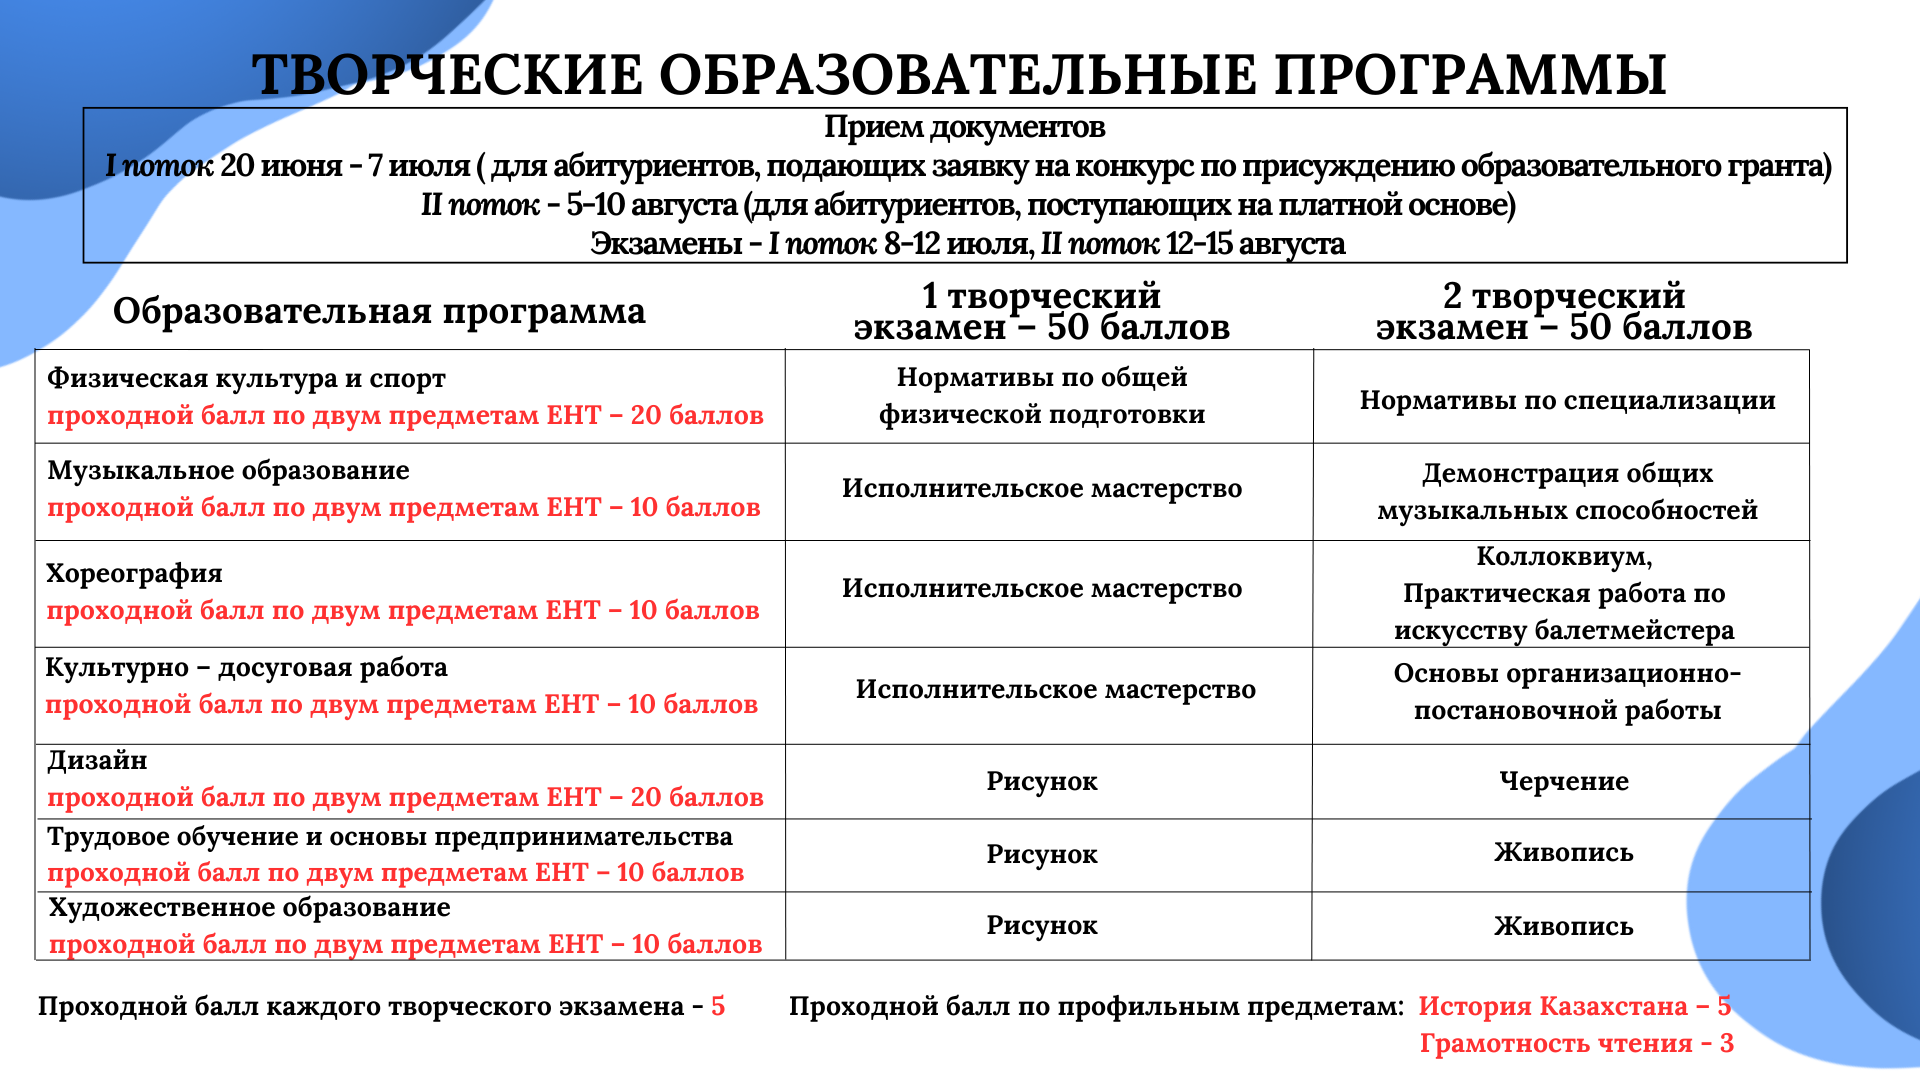 ТВОРЧЕСКИЕ ОБРАЗОВАТЕЛЬНЫЕ ПРОГРАММЫ
Прием документов
I поток 20 июня - 7 июля ( для абитуриентов, подающих заявку на конкурс по присуждению образовательного гранта)
II поток - 5-10 августа (для абитуриентов, поступающих на платной основе)
Экзамены - I поток 8-12 июля, II поток 12-15 августа
Образовательная программа
1 творческий
экзамен – 50 баллов
2 творческий
экзамен – 50 баллов
Физическая культура и спорт
проходной балл по двум предметам ЕНТ – 20 баллов
Нормативы по общей
физической подготовки
Нормативы по специализации
Музыкальное образование
проходной балл по двум предметам ЕНТ – 10 баллов
Исполнительское мастерство
Демонстрация общих
музыкальных способностей
Хореография
проходной балл по двум предметам ЕНТ – 10 баллов
Исполнительское мастерство
Коллоквиум,
Практическая работа по
искусству балетмейстера
Культурно – досуговая работа
проходной балл по двум предметам ЕНТ – 10 баллов
Исполнительское мастерство
Основы организационно-
постановочной работы
Дизайн
проходной балл по двум предметам ЕНТ – 20 баллов
Рисунок
Черчение
Трудовое обучение и основы предпринимательства
проходной балл по двум предметам ЕНТ – 10 баллов
Рисунок
Живопись
Художественное образование
проходной балл по двум предметам ЕНТ – 10 баллов
Рисунок
Живопись
Проходной балл каждого творческого экзамена - 5
Проходной балл по профильным предметам: История Казахстана – 5
Грамотность чтения - 3